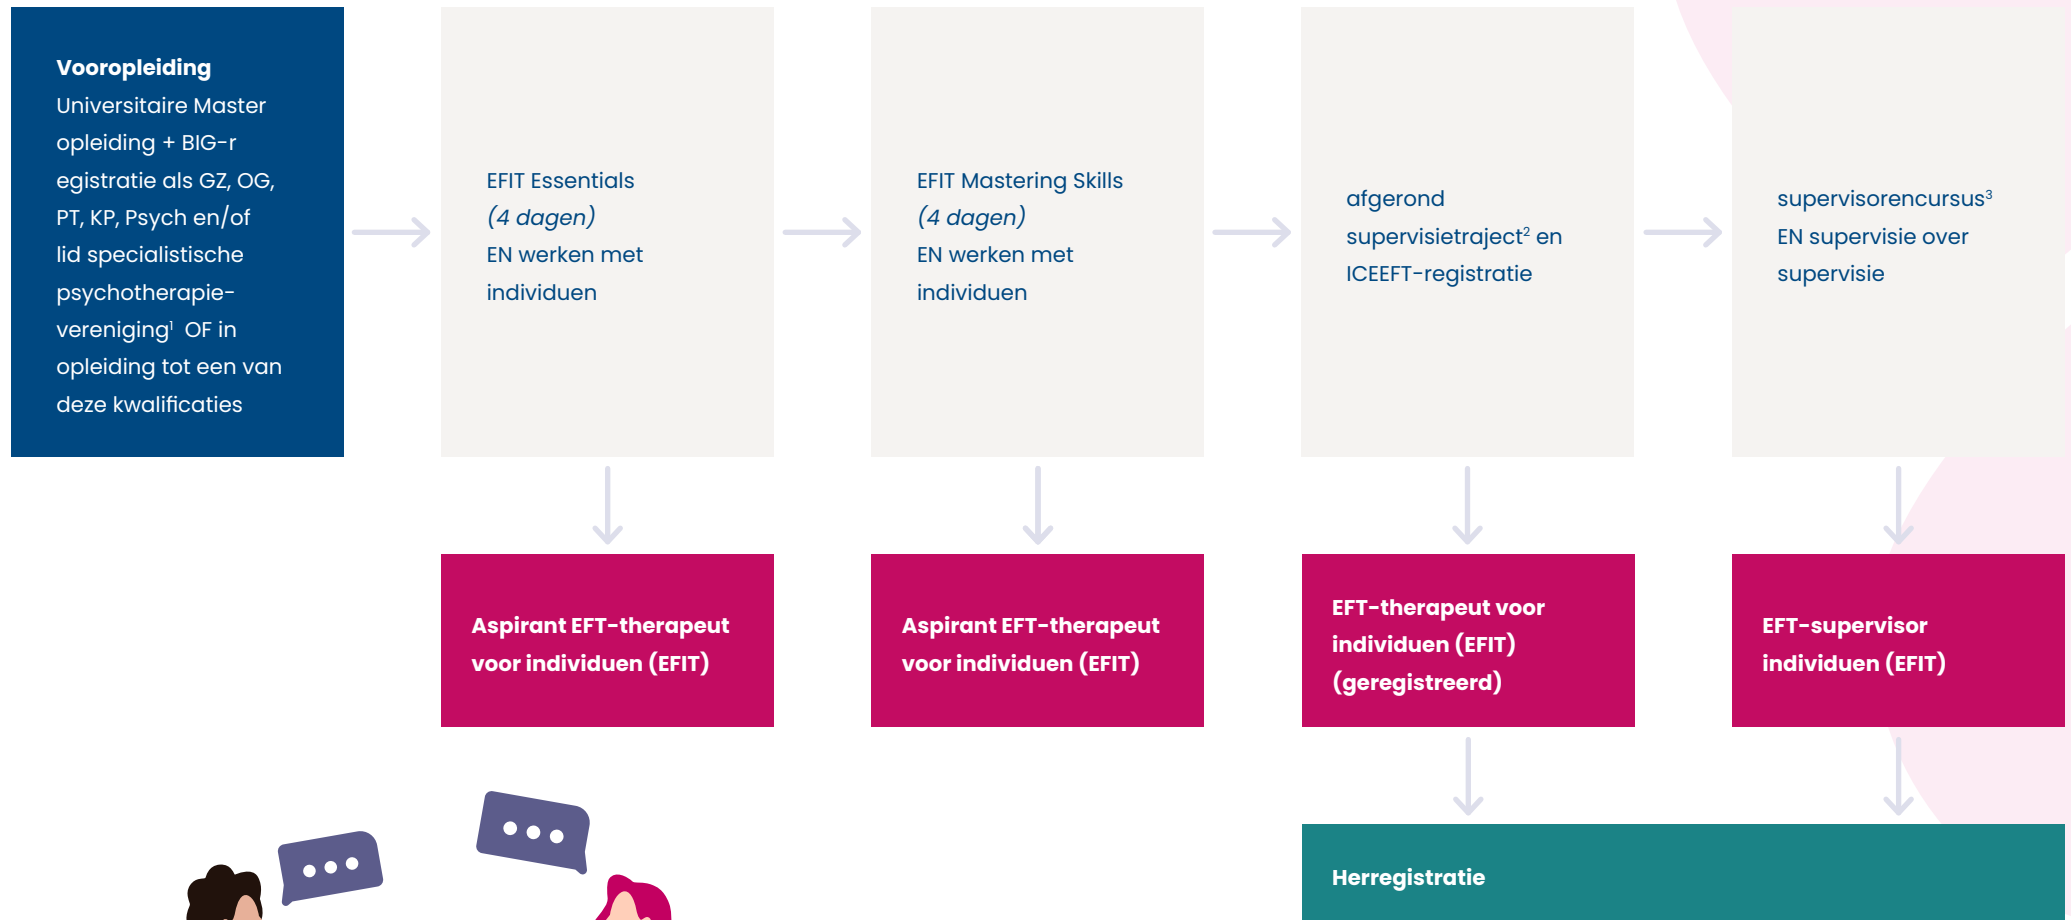 Vooropleiding
Universitaire Master
opleiding + BIG-r
egistratie als GZ, OG,
PT, KP, Psych en/of
lid specialistische
psychotherapie-
vereniging¹ OF in
opleiding tot een van
deze kwalificaties
EFIT Essentials
(4 dagen)
EN werken met
individuen
EFIT Mastering Skills
(4 dagen)
EN werken met
individuen
afgerond
supervisietraject² en
ICEEFT-registratie
supervisorencursus³
EN supervisie over
supervisie
Aspirant EFT-therapeut
voor individuen (EFIT)
Aspirant EFT-therapeut
voor individuen (EFIT)
EFT-therapeut voor
individuen (EFIT)
(geregistreerd)
EFT-supervisor
individuen (EFIT)
Herregistratie